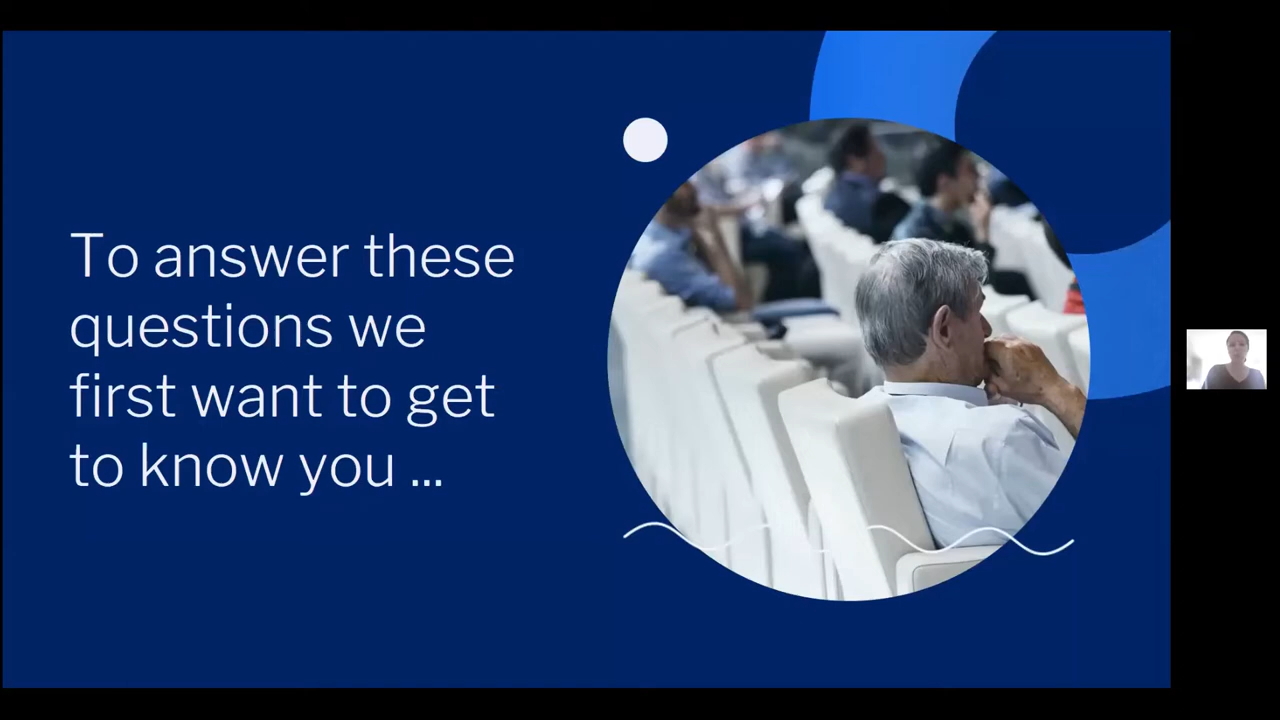 To answer these
questions we
first want to get
to know you ...